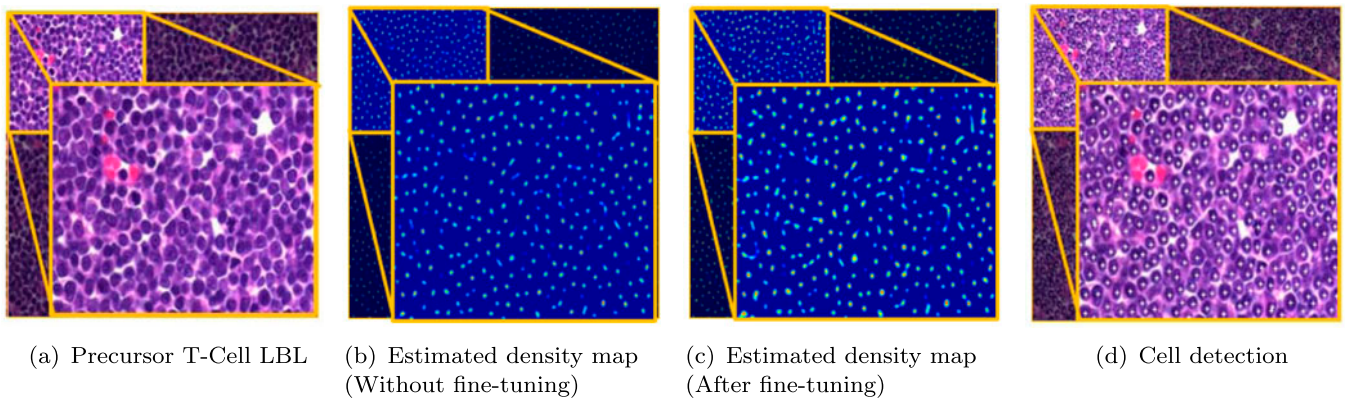 (a) Precursor T-Cell LBL
(b) Estimated density map
(Without fine-tuning)
(c) Estimated density map
(After fine-tuning)
(d) Cell detection